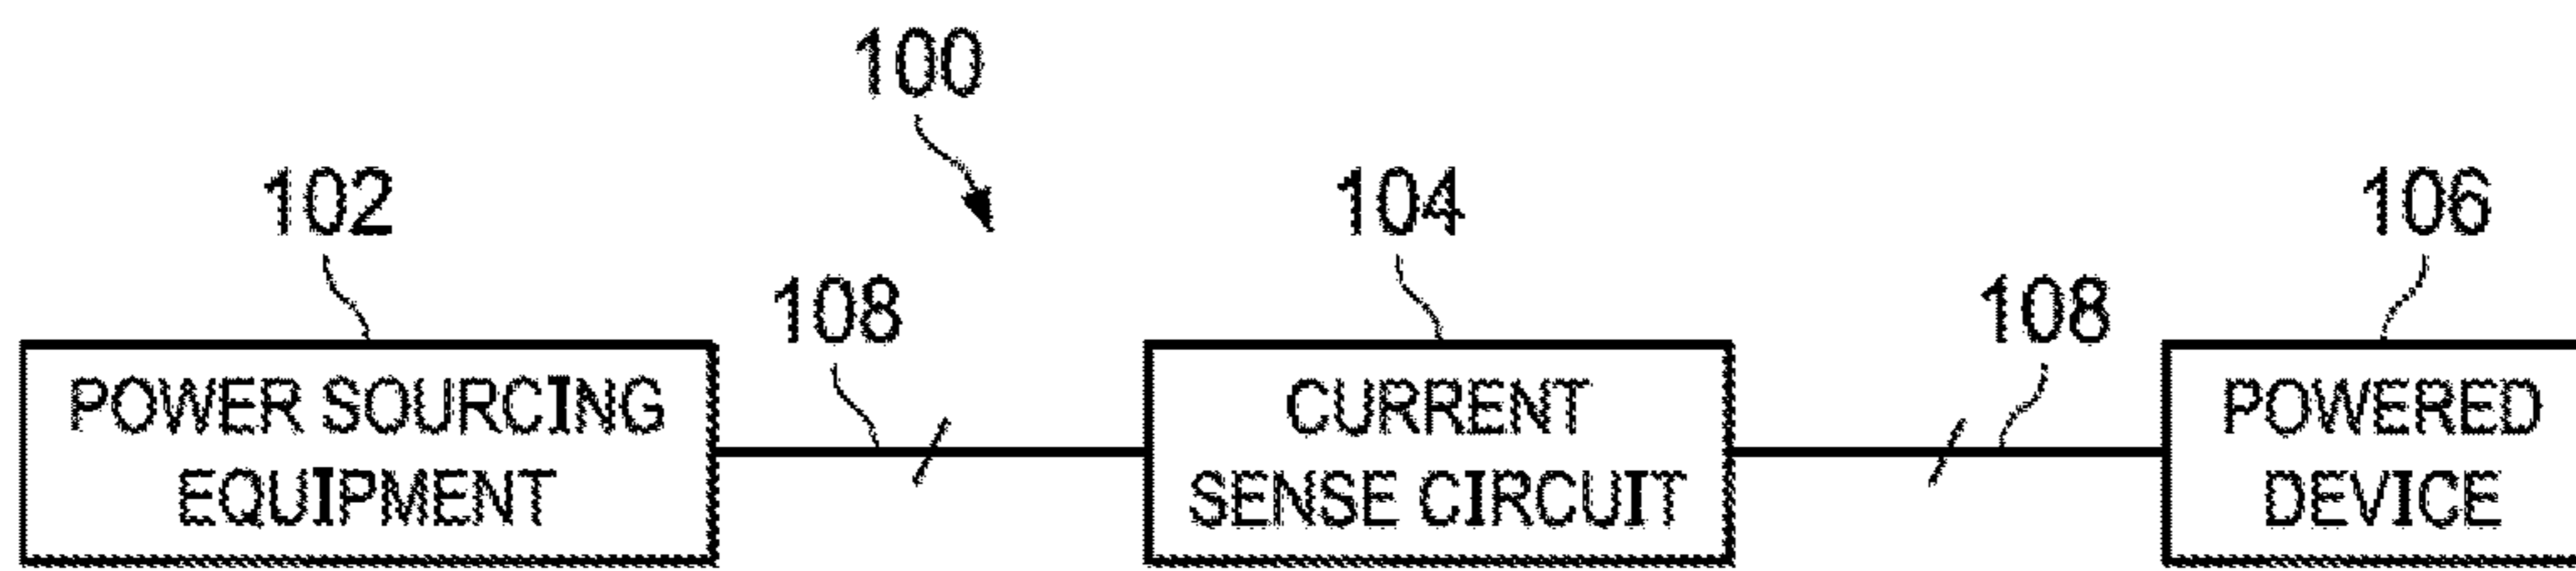 100
102
104
106
108
108
POWER SOURCING
EQUIPMENT
CURRENT
SENSE CIRCUIT
POWERED
DEVICE